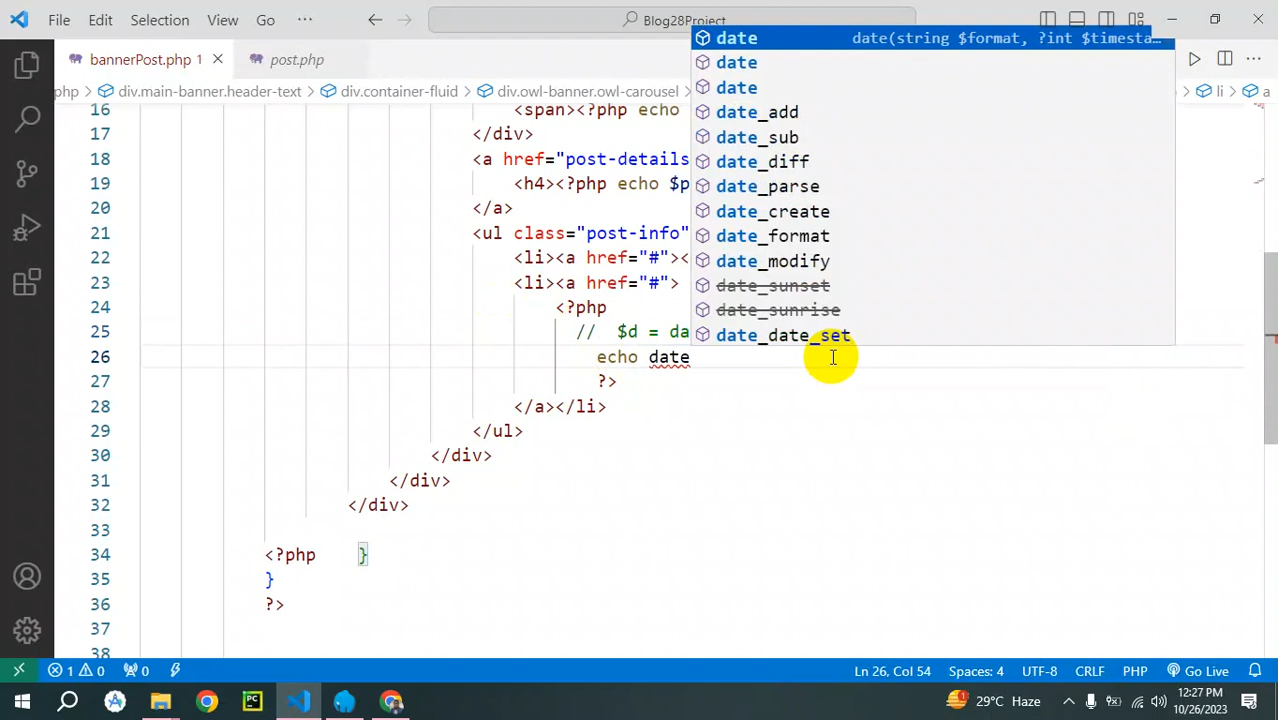 File Edit Selection View Go ··· Blog28Project
bannerPost.php 1 post.php
php div.main-banner.header-text div.container-fluid div.owl-banner.owl-carousel li a
date date(string $format, ?int $timesta…
date
date
date_add
date_sub
date_diff
date_parse
date_create
date_format
date_modify
date_sunset
date_sunrise
date_date_set
16 <span><?php echo
17 </div>
18 <a href="post-details
19 <h4><?php echo $p
20 </a>
21 <ul class="post-info"
22 <li><a href="#"><
23 <li><a href="#">
24 <?php
25 // $d = da
26 echo date
27 ?>
28 </a></li>
29 </ul>
30 </div>
31 </div>
32 </div>
33
34 <?php }
35 }
36 ?>
37
38
1 0 0 Ln 26, Col 54 Spaces: 4 UTF-8 CRLF PHP Go Live
PC 29°C Haze 12:27 PM
10/26/2023